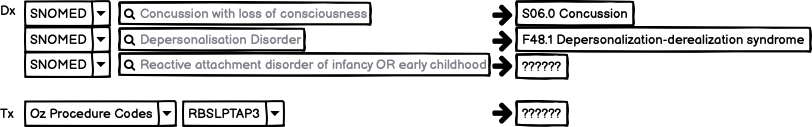 Dx SNOMED Concussion with loss of consciousness S06.0 Concussion
SNOMED Depersonalisation Disorder F48.1 Depersonalization-derealization syndrome
SNOMED Reactive attachment disorder of infancy OR early childhood ??????
Tx Oz Procedure Codes RBSLPTAP3 ??????